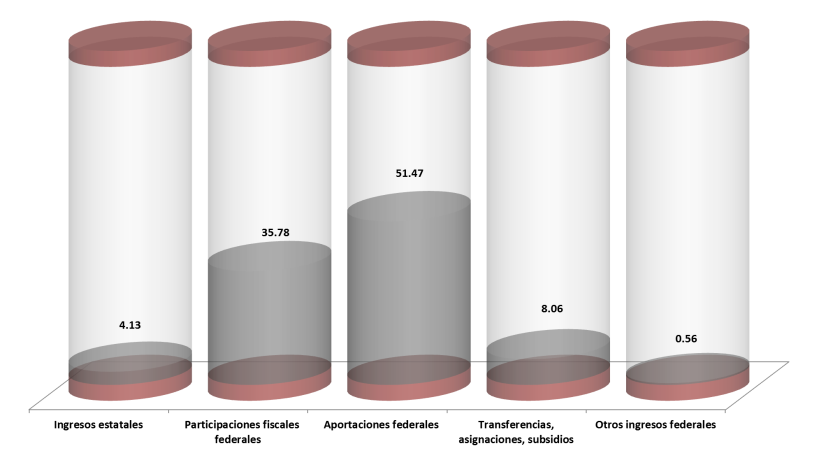 51.47
35.78
4.13
8.06
0.56
Ingresos estatales
Participaciones fiscales
federales
Aportaciones federales
Transferencias,
asignaciones, subsidios
Otros ingresos federales